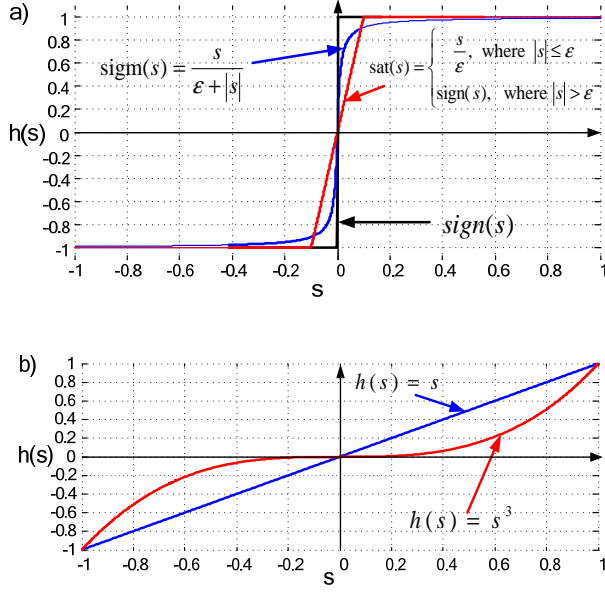 a)
1
0.8
0.6
0.4
0.2
0
h(s)
-0.2
-0.4
-0.6
-0.8
-1
sigm(s) = s / (ε + |s|)
sat(s) = { s/ε, where |s| ≤ ε
sign(s), where |s| > ε
sign(s)
-1 -0.8 -0.6 -0.4 -0.2 0 0.2 0.4 0.6 0.8 1
s
b)
1
0.8
0.6
0.4
0.2
0
h(s)
-0.2
-0.4
-0.6
-0.8
-1
h(s) = s
h(s) = s³
-1 -0.8 -0.6 -0.4 -0.2 0 0.2 0.4 0.6 0.8 1
s